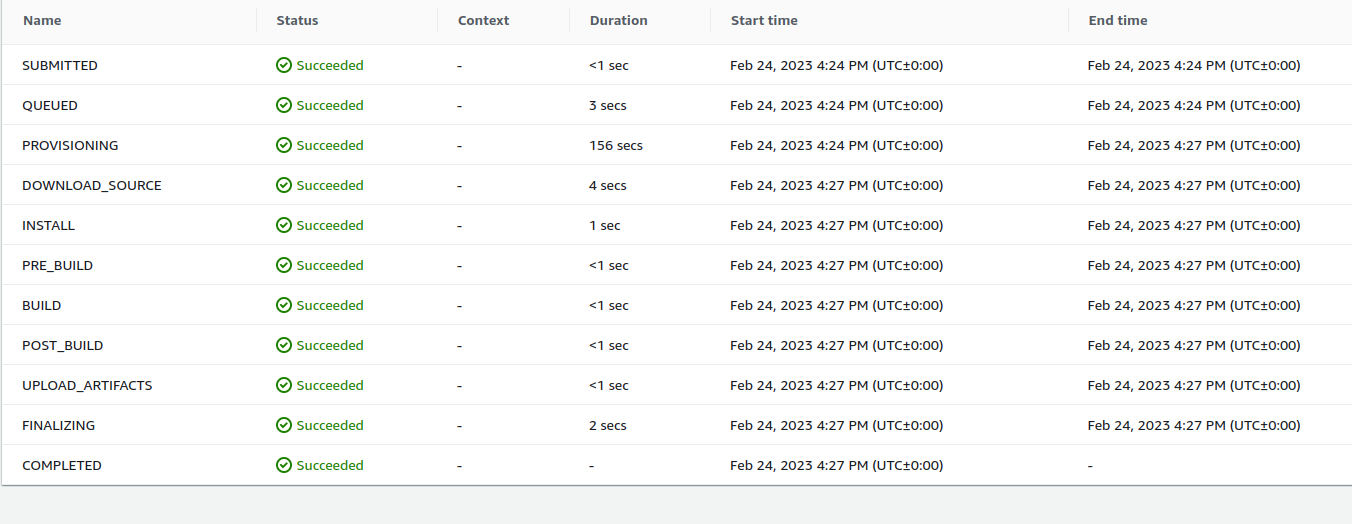 Name Status Context Duration Start time End time
SUBMITTED Succeeded - <1 sec Feb 24, 2023 4:24 PM (UTC±0:00) Feb 24, 2023 4:24 PM (UTC±0:00)
QUEUED Succeeded - 3 secs Feb 24, 2023 4:24 PM (UTC±0:00) Feb 24, 2023 4:24 PM (UTC±0:00)
PROVISIONING Succeeded - 156 secs Feb 24, 2023 4:24 PM (UTC±0:00) Feb 24, 2023 4:27 PM (UTC±0:00)
DOWNLOAD_SOURCE Succeeded - 4 secs Feb 24, 2023 4:27 PM (UTC±0:00) Feb 24, 2023 4:27 PM (UTC±0:00)
INSTALL Succeeded - 1 sec Feb 24, 2023 4:27 PM (UTC±0:00) Feb 24, 2023 4:27 PM (UTC±0:00)
PRE_BUILD Succeeded - <1 sec Feb 24, 2023 4:27 PM (UTC±0:00) Feb 24, 2023 4:27 PM (UTC±0:00)
BUILD Succeeded - <1 sec Feb 24, 2023 4:27 PM (UTC±0:00) Feb 24, 2023 4:27 PM (UTC±0:00)
POST_BUILD Succeeded - <1 sec Feb 24, 2023 4:27 PM (UTC±0:00) Feb 24, 2023 4:27 PM (UTC±0:00)
UPLOAD_ARTIFACTS Succeeded - <1 sec Feb 24, 2023 4:27 PM (UTC±0:00) Feb 24, 2023 4:27 PM (UTC±0:00)
FINALIZING Succeeded - 2 secs Feb 24, 2023 4:27 PM (UTC±0:00) Feb 24, 2023 4:27 PM (UTC±0:00)
COMPLETED Succeeded - - Feb 24, 2023 4:27 PM (UTC±0:00) -